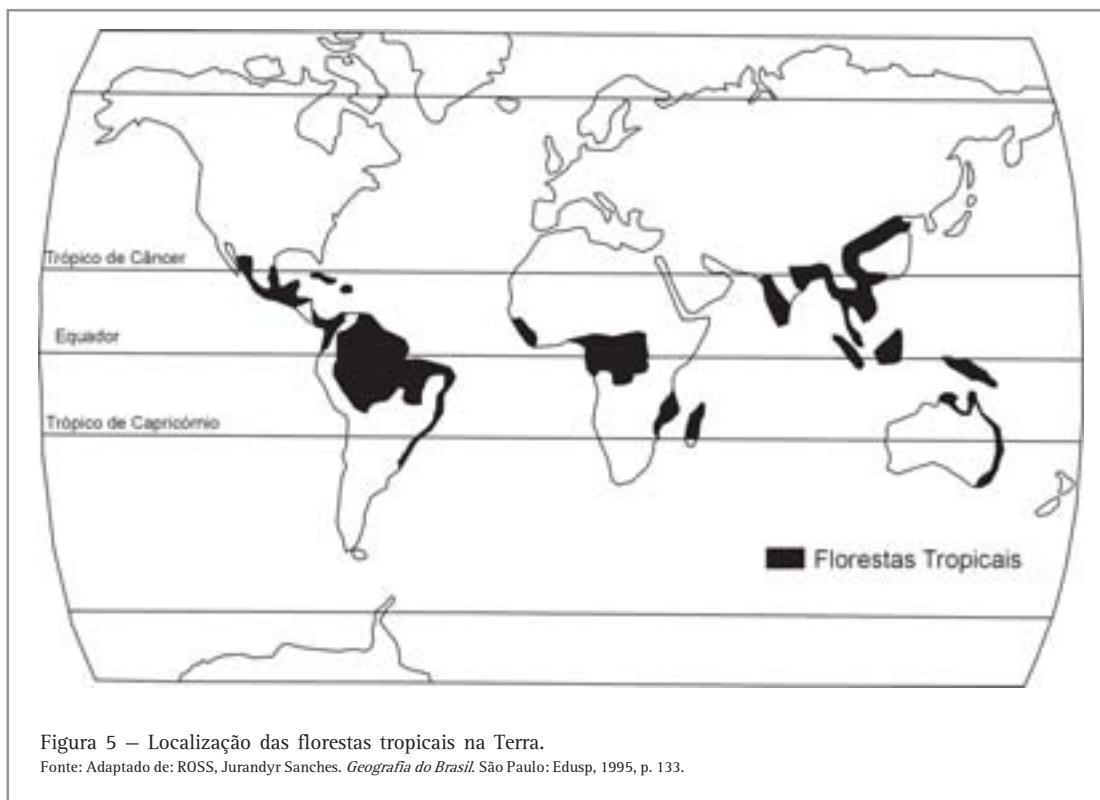 Trópico de Câncer
Equador
Trópico de Capricórnio
Florestas Tropicais
Figura 5 – Localização das florestas tropicais na Terra.
Fonte: Adaptado de: ROSS, Jurandyr Sanches. Geografia do Brasil. São Paulo: Edusp, 1995, p. 133.